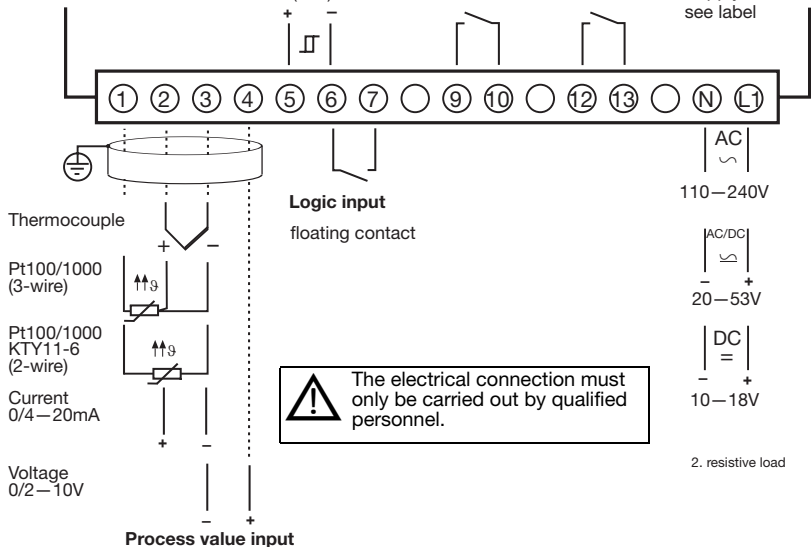 + –
see label
1 2 3 4 5 6 7 9 10 12 13 N L1
AC
110–240V
Logic input
floating contact
Thermocouple
+ –
AC/DC
– +
20–53V
Pt100/1000
(3-wire)
ϑ
Pt100/1000
KTY11-6
(2-wire)
ϑ
DC
=
– +
10–18V
Current
0/4–20mA
+ –
The electrical connection must
only be carried out by qualified
personnel.
2. resistive load
Voltage
0/2–10V
– +
Process value input